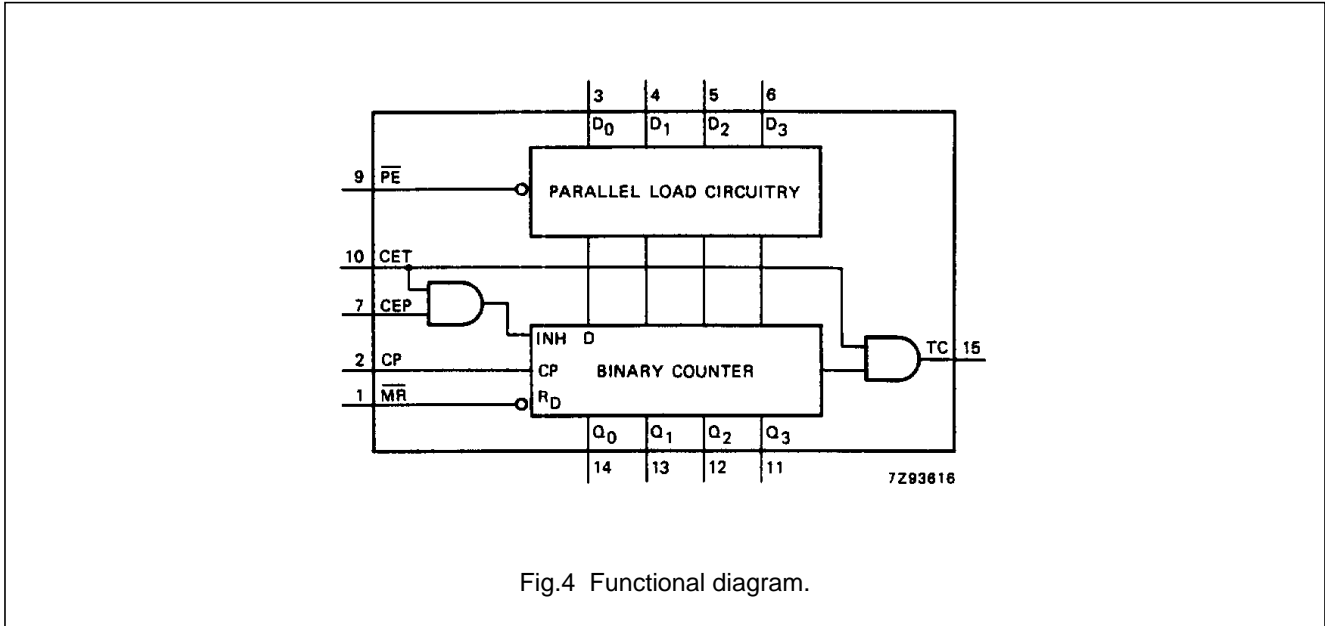 3 4 5 6
D0 D1 D2 D3
9 P̅E̅
PARALLEL LOAD CIRCUITRY
10 CET
7 CEP
INH D
TC 15
2 CP
CP BINARY COUNTER
1 M̅R̅
RD
Q0 Q1 Q2 Q3
14 13 12 11
7Z93616
Fig.4 Functional diagram.